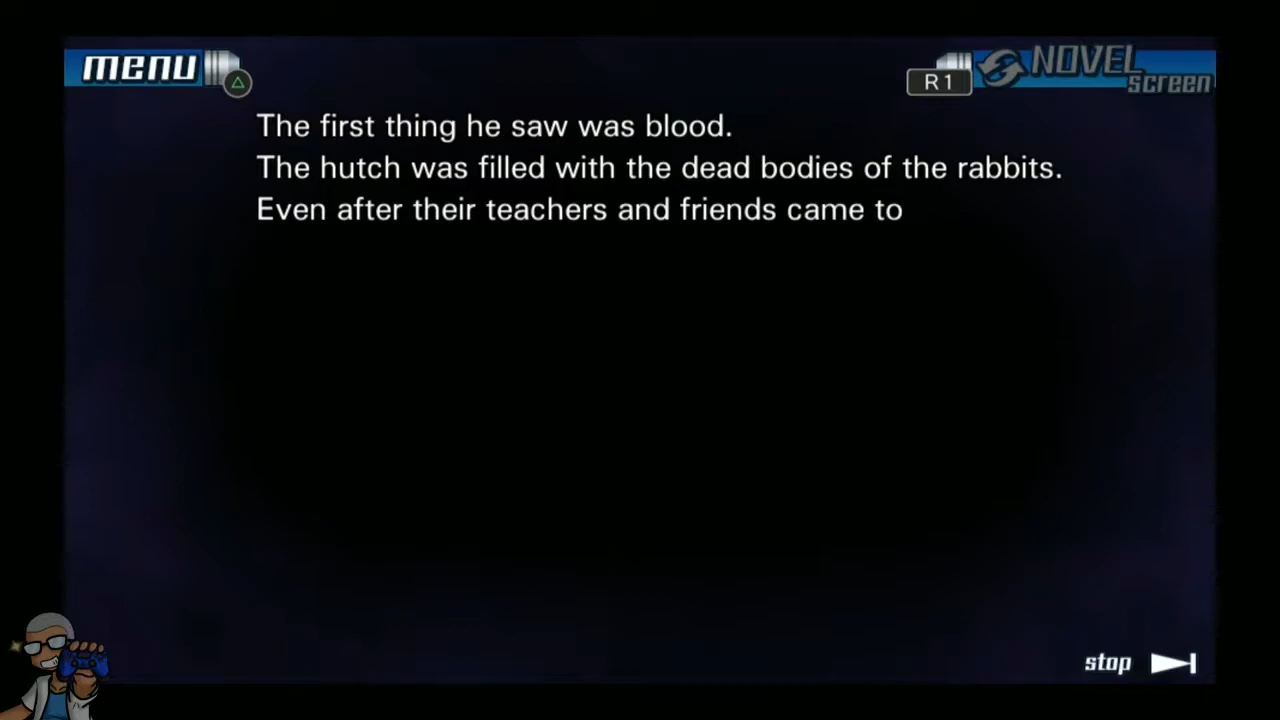 menu
R1
NOVEL
screen
The first thing he saw was blood.
The hutch was filled with the dead bodies of the rabbits.
Even after their teachers and friends came to
stop